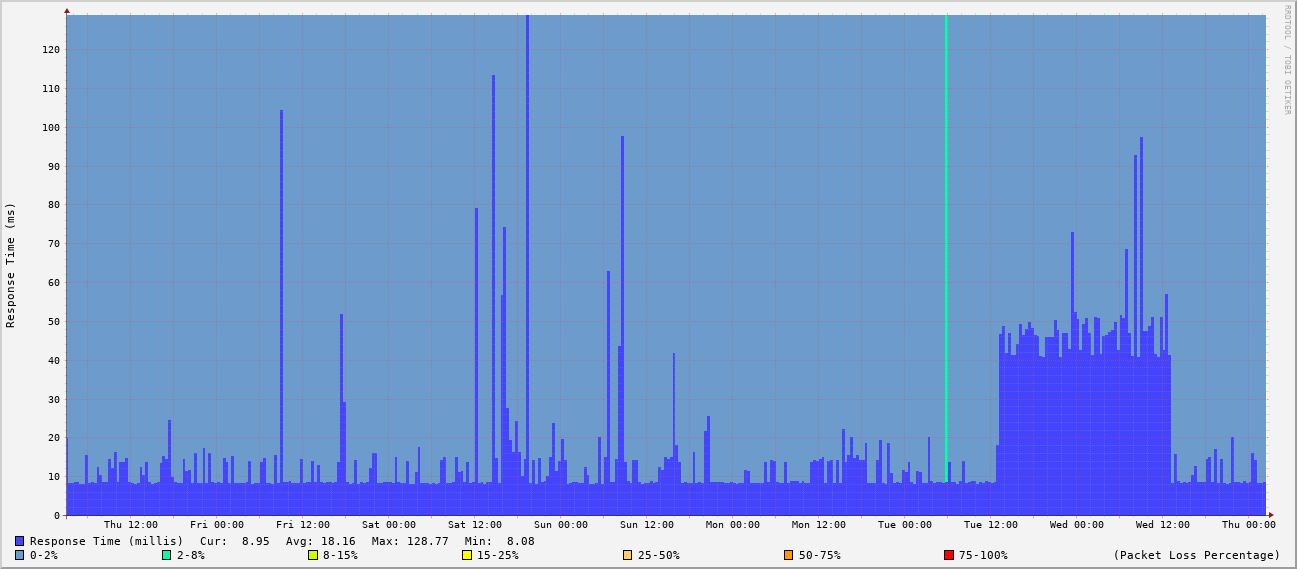 RRDTOOL / TOBI OETIKER
Response Time (ms)
120
110
100
90
80
70
60
50
40
30
20
10
0
Thu 12:00 Fri 00:00 Fri 12:00 Sat 00:00 Sat 12:00 Sun 00:00 Sun 12:00 Mon 00:00 Mon 12:00 Tue 00:00 Tue 12:00 Wed 00:00 Wed 12:00 Thu 00:00
Response Time (millis) Cur: 8.95 Avg: 18.16 Max: 128.77 Min: 8.08
0-2% 2-8% 8-15% 15-25% 25-50% 50-75% 75-100% (Packet Loss Percentage)